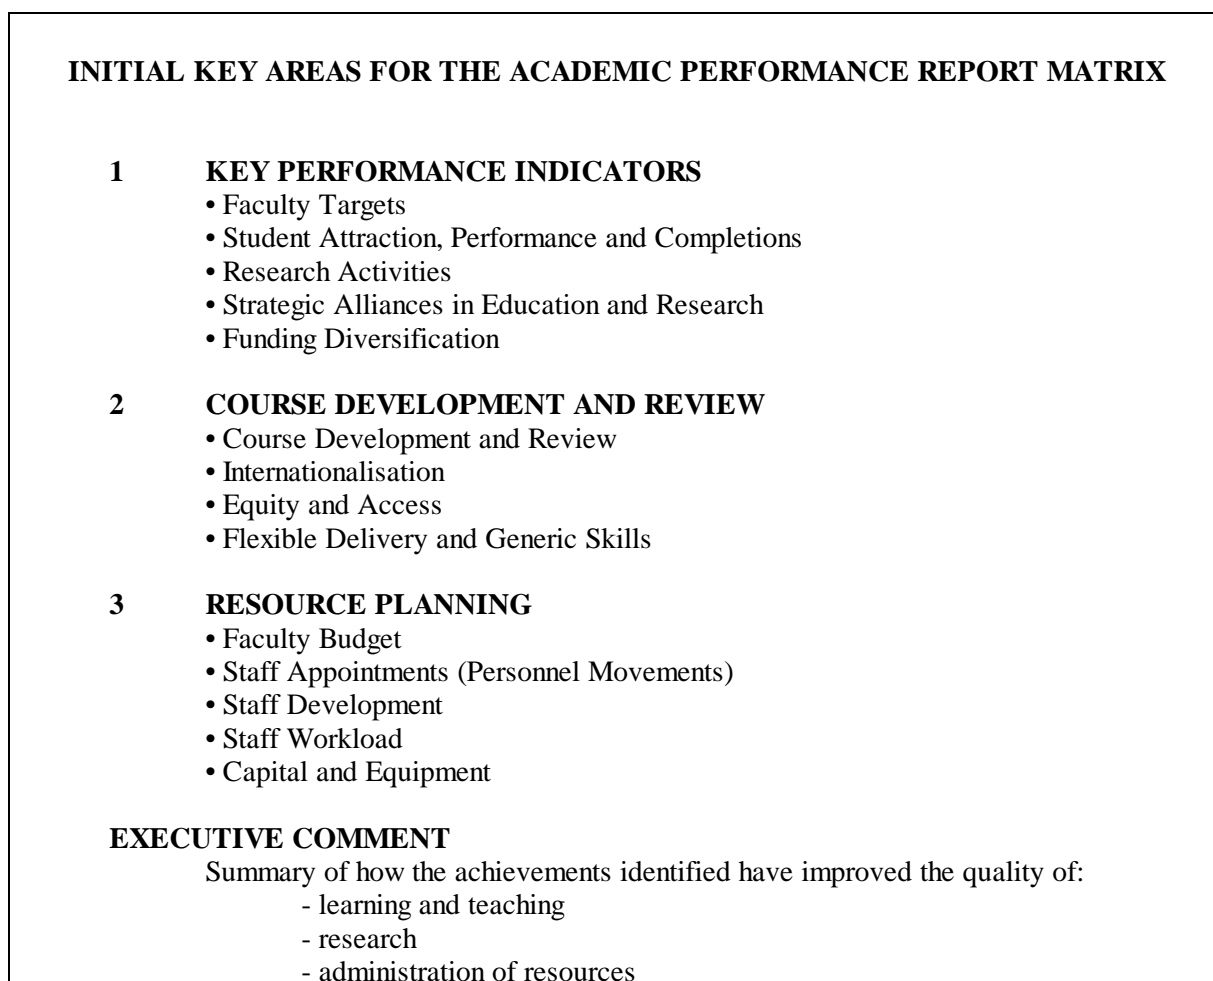 INITIAL KEY AREAS FOR THE ACADEMIC PERFORMANCE REPORT MATRIX
1 KEY PERFORMANCE INDICATORS
• Faculty Targets
• Student Attraction, Performance and Completions
• Research Activities
• Strategic Alliances in Education and Research
• Funding Diversification
2 COURSE DEVELOPMENT AND REVIEW
• Course Development and Review
• Internationalisation
• Equity and Access
• Flexible Delivery and Generic Skills
3 RESOURCE PLANNING
• Faculty Budget
• Staff Appointments (Personnel Movements)
• Staff Development
• Staff Workload
• Capital and Equipment
EXECUTIVE COMMENT
Summary of how the achievements identified have improved the quality of:
- learning and teaching
- research
- administration of resources